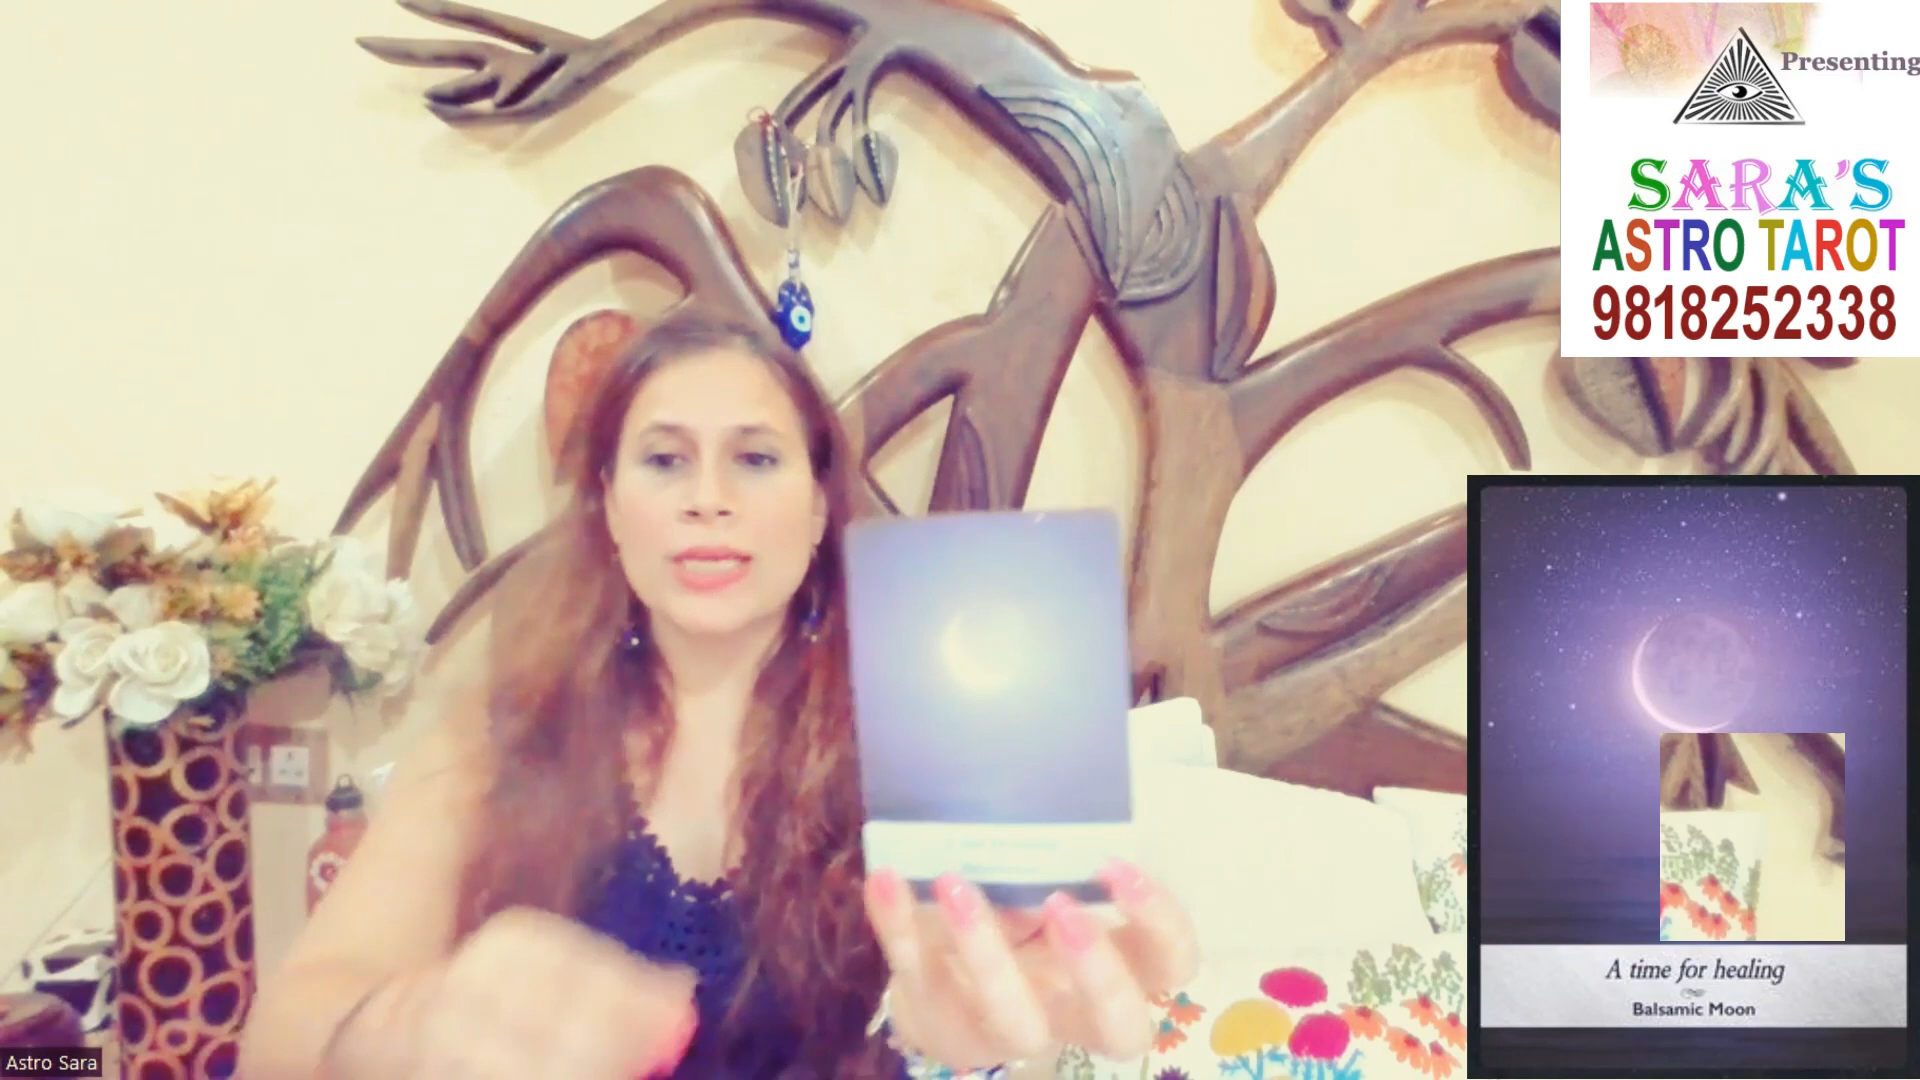 Presenting
SARA'S
ASTRO TAROT
9818252338
A time for healing
Balsamic Moon
Astro Sara